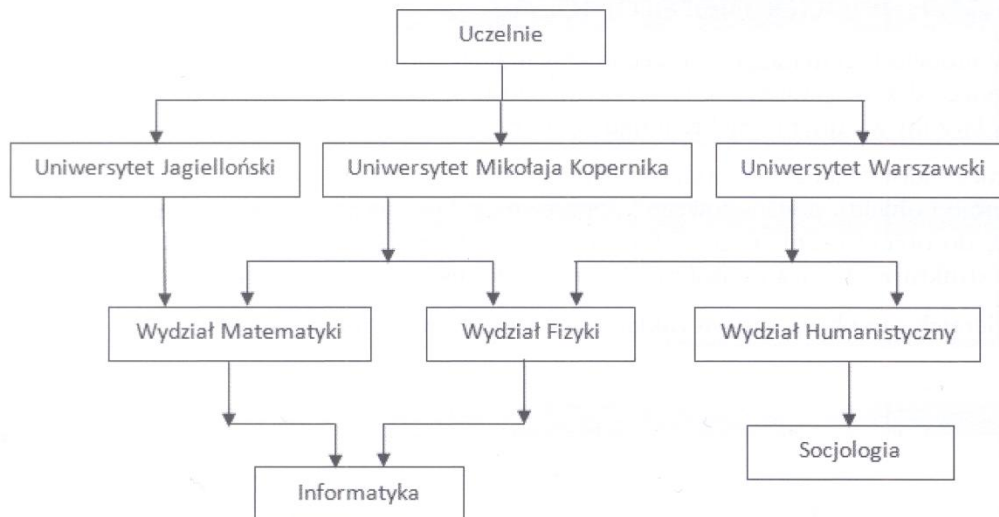 Uczelnie
Uniwersytet Jagielloński
Uniwersytet Mikołaja Kopernika
Uniwersytet Warszawski
Wydział Matematyki
Wydział Fizyki
Wydział Humanistyczny
Socjologia
Informatyka